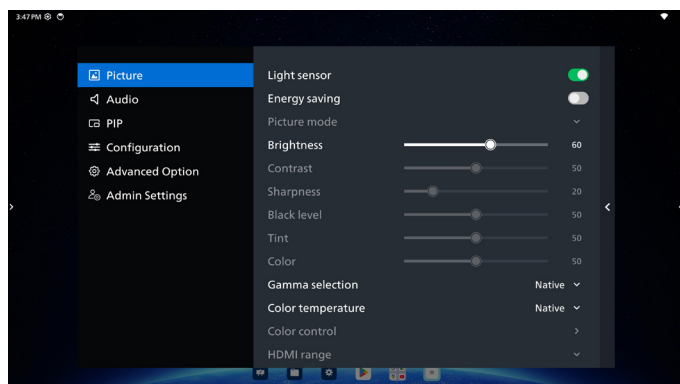 3:47 PM
Picture
Audio
PIP
Configuration
Advanced Option
Admin Settings
Light sensor
Energy saving
Picture mode
Brightness 60
Contrast 50
Sharpness 20
Black level 50
Tint 50
Color 50
Gamma selection Native
Color temperature Native
Color control
HDMI range